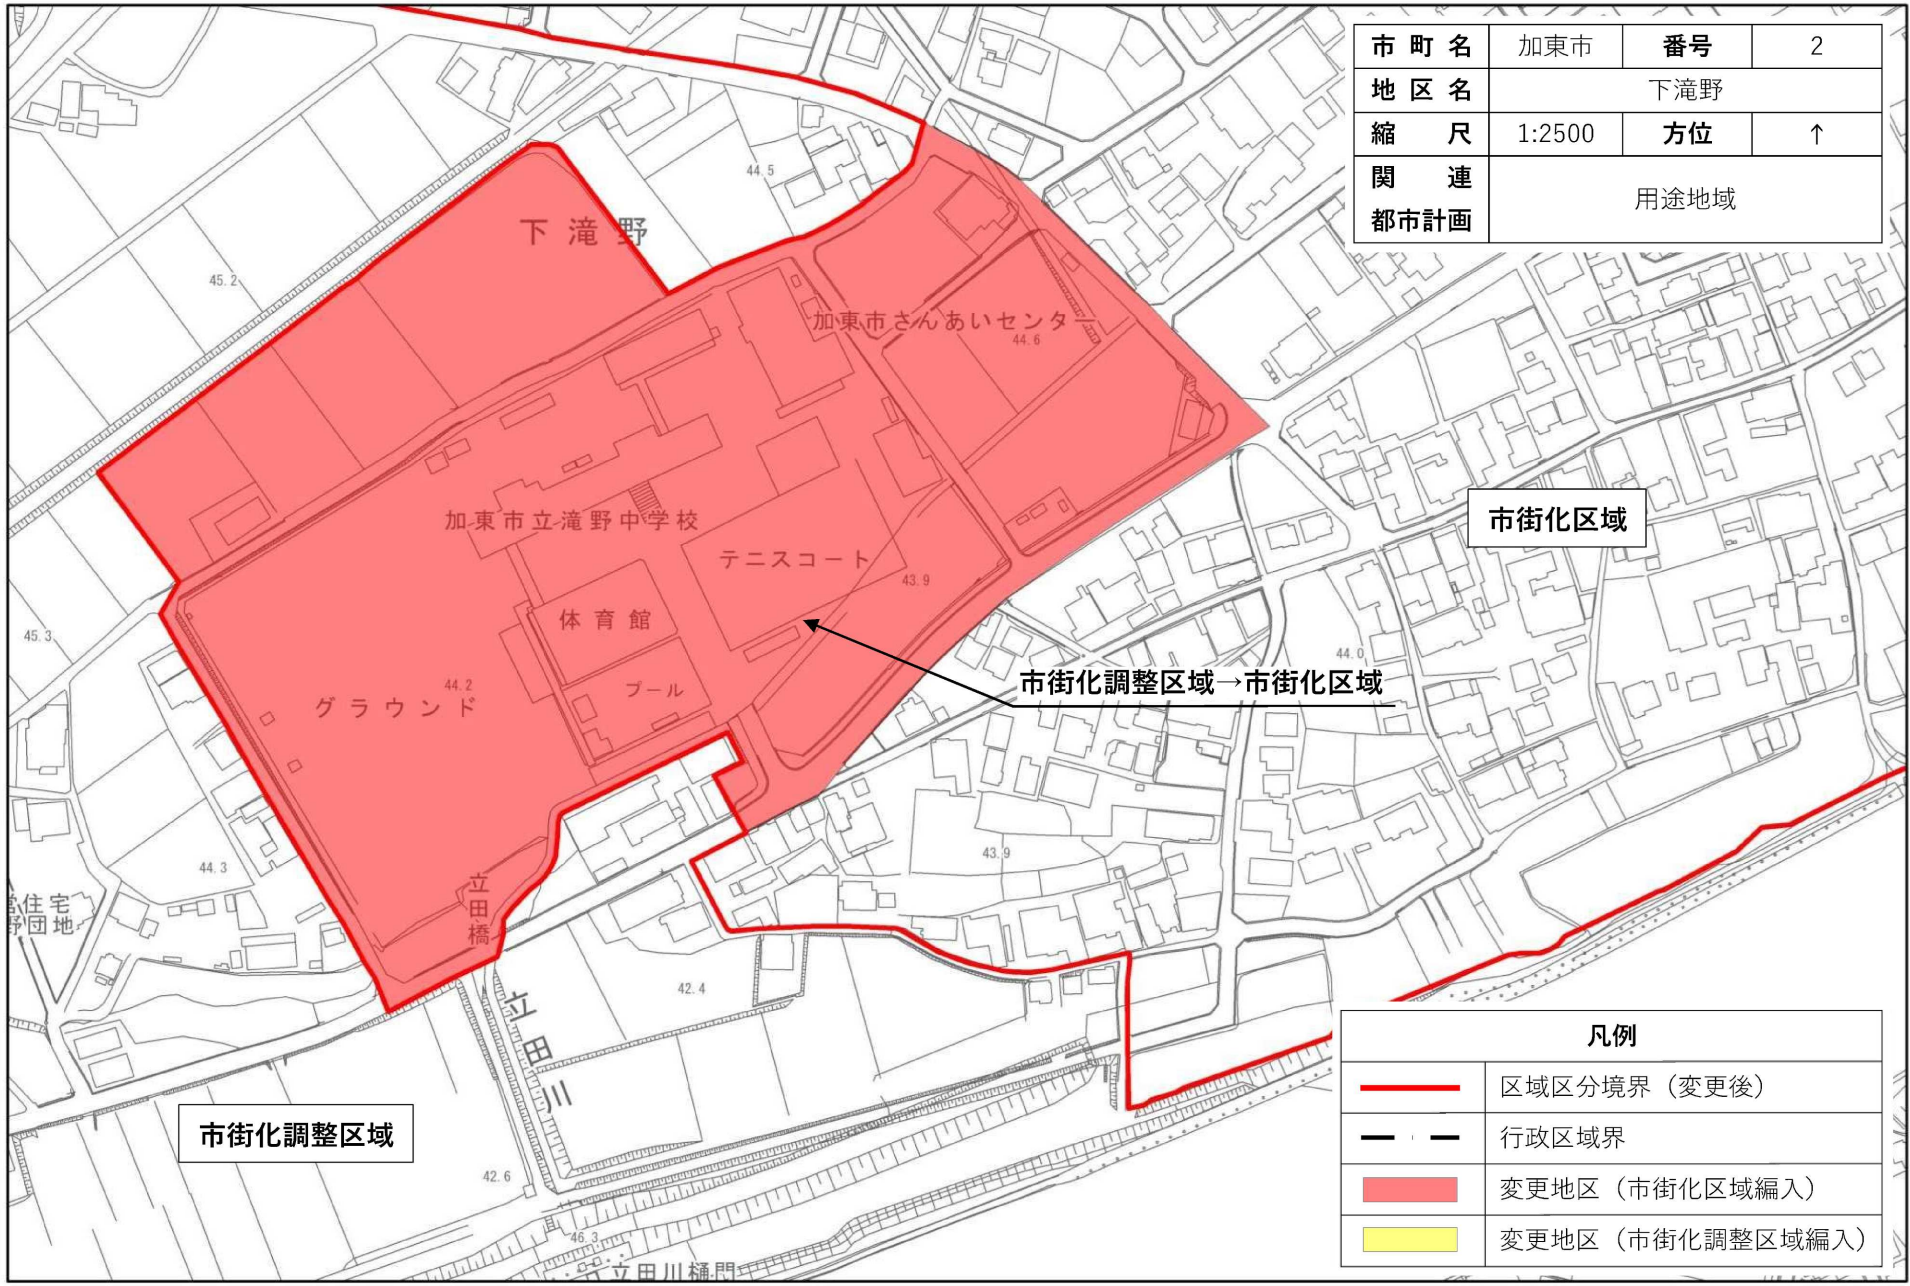 市町名 加東市 番号 2
地区名 下滝野
縮尺 1:2500 方位 ↑
関連
都市計画 用途地域
44.5
下滝野
45.2
加東市さんあいセンター
44.6
加東市立滝野中学校
市街化区域
テニスコート
43.9
体育館
45.3
44.0
プール
44.2
市街化調整区域→市街化区域
グラウンド
43.9
44.3
立田橋
住宅
野団地
42.4
立田川
凡例
区域区分境界（変更後）
行政区域界
変更地区（市街化区域編入）
変更地区（市街化調整区域編入）
市街化調整区域
42.6
46.3
立田川樋門